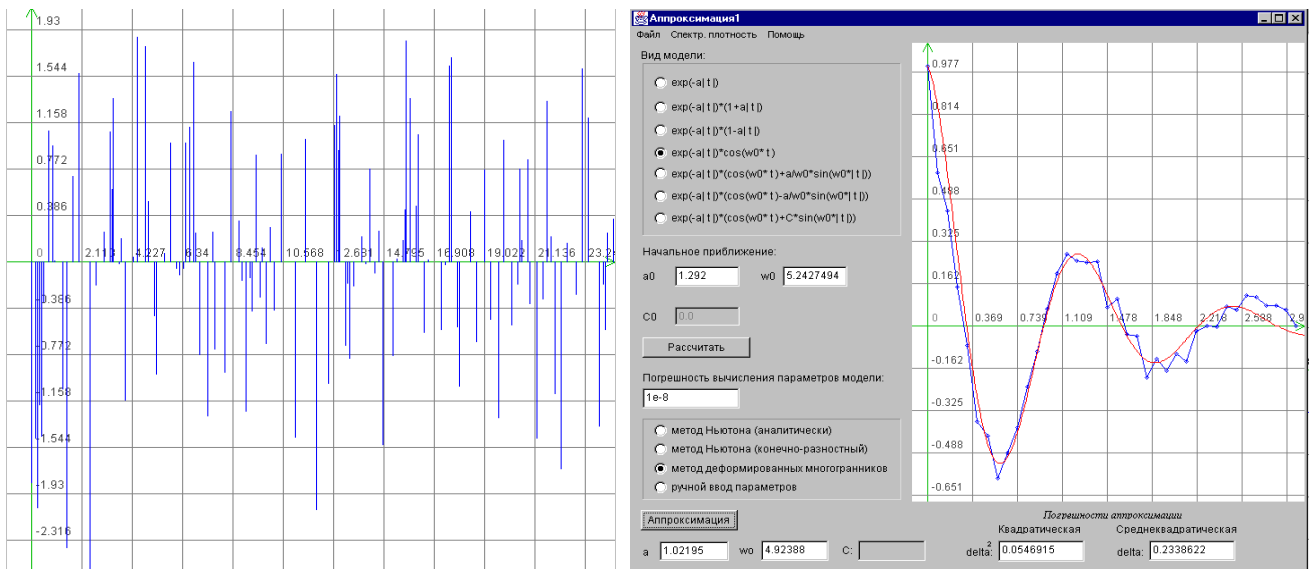 1.93
1.544
1.158
0.772
0.386
0 2.113 4.227 6.34 8.454 10.568 2.681 14.795 16.908 19.022 21.136
-0.386
-0.772
-1.158
-1.544
-1.93
-2.316
Аппроксимация1
Файл Спектр. плотность Помощь
Вид модели:
exp(-a| t |)
exp(-a| t |)*(1+a| t |)
exp(-a| t |)*(1-a| t |)
exp(-a| t |)*cos(w0* t )
exp(-a| t |)*(cos(w0* t )+a/w0*sin(w0*| t |))
exp(-a| t |)*(cos(w0* t )-a/w0*sin(w0*| t |))
exp(-a| t |)*(cos(w0* t )+C*sin(w0*| t |))
Начальное приближение:
a0 1.292 w0 5.2427494
C0 0.0
Рассчитать
Погрешность вычисления параметров модели:
1e-8
метод Ньютона (аналитически)
метод Ньютона (конечно-разностный)
метод деформированных многогранников
ручной ввод параметров
Аппроксимация
a 1.02195 wo 4.92388 C:
0.977
0.814
0.651
0.488
0.325
0.162
0 0.369 0.739 1.109 1.478 1.848 2.218 2.588 2.9
-0.162
-0.325
-0.488
-0.651
Погрешности аппроксимации
Квадратическая Среднеквадратическая
2
delta: 0.0546915 delta: 0.2338622